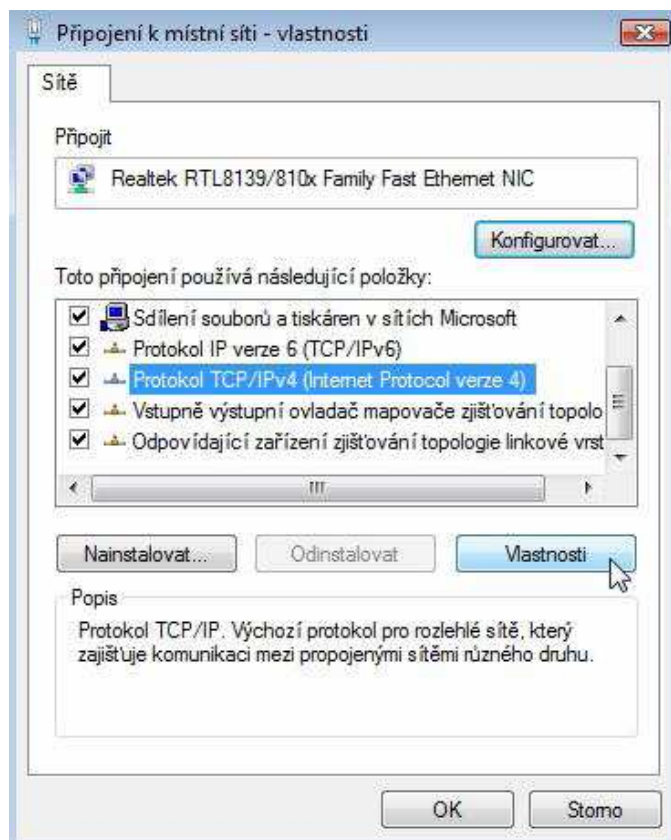 Připojení k místní síti - vlastnosti
Sítě
Připojit
Realtek RTL8139/810x Family Fast Ethernet NIC
Konfigurovat...
Toto připojení používá následující položky:
Sdílení souborů a tiskáren v sítích Microsoft
Protokol IP verze 6 (TCP/IPv6)
Protokol TCP/IPv4 (Internet Protocol verze 4)
Vstupně výstupní ovladač mapovače zjišťování topolo
Odpovídající zařízení zjišťování topologie linkové vrst
Nainstalovat... Odinstalovat Vlastnosti
Popis
Protokol TCP/IP. Výchozí protokol pro rozlehlé sítě, který
zajišťuje komunikaci mezi propojenými sítěmi různého druhu.
OK Storno